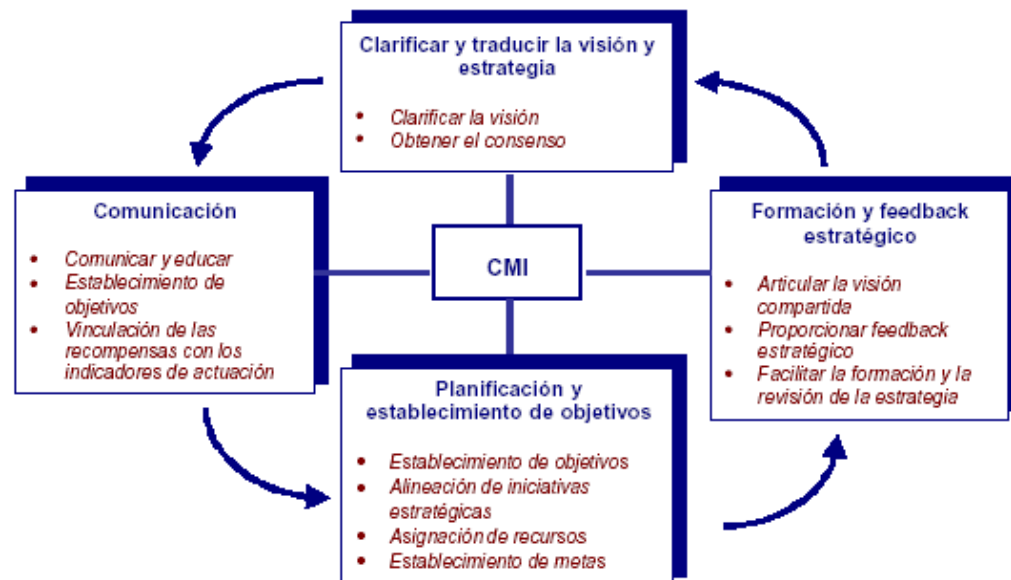 Clarificar y traducir la visión y
estrategia
• Clarificar la visión
• Obtener el consenso
Comunicación
• Comunicar y educar
• Establecimiento de
objetivos
• Vinculación de las
recompensas con los
indicadores de actuación
CMI
Formación y feedback
estratégico
• Articular la visión
compartida
• Proporcionar feedback
estratégico
• Facilitar la formación y la
revisión de la estrategia
Planificación y
establecimiento de objetivos
• Establecimiento de objetivos
• Alineación de iniciativas
estratégicas
• Asignación de recursos
• Establecimiento de metas